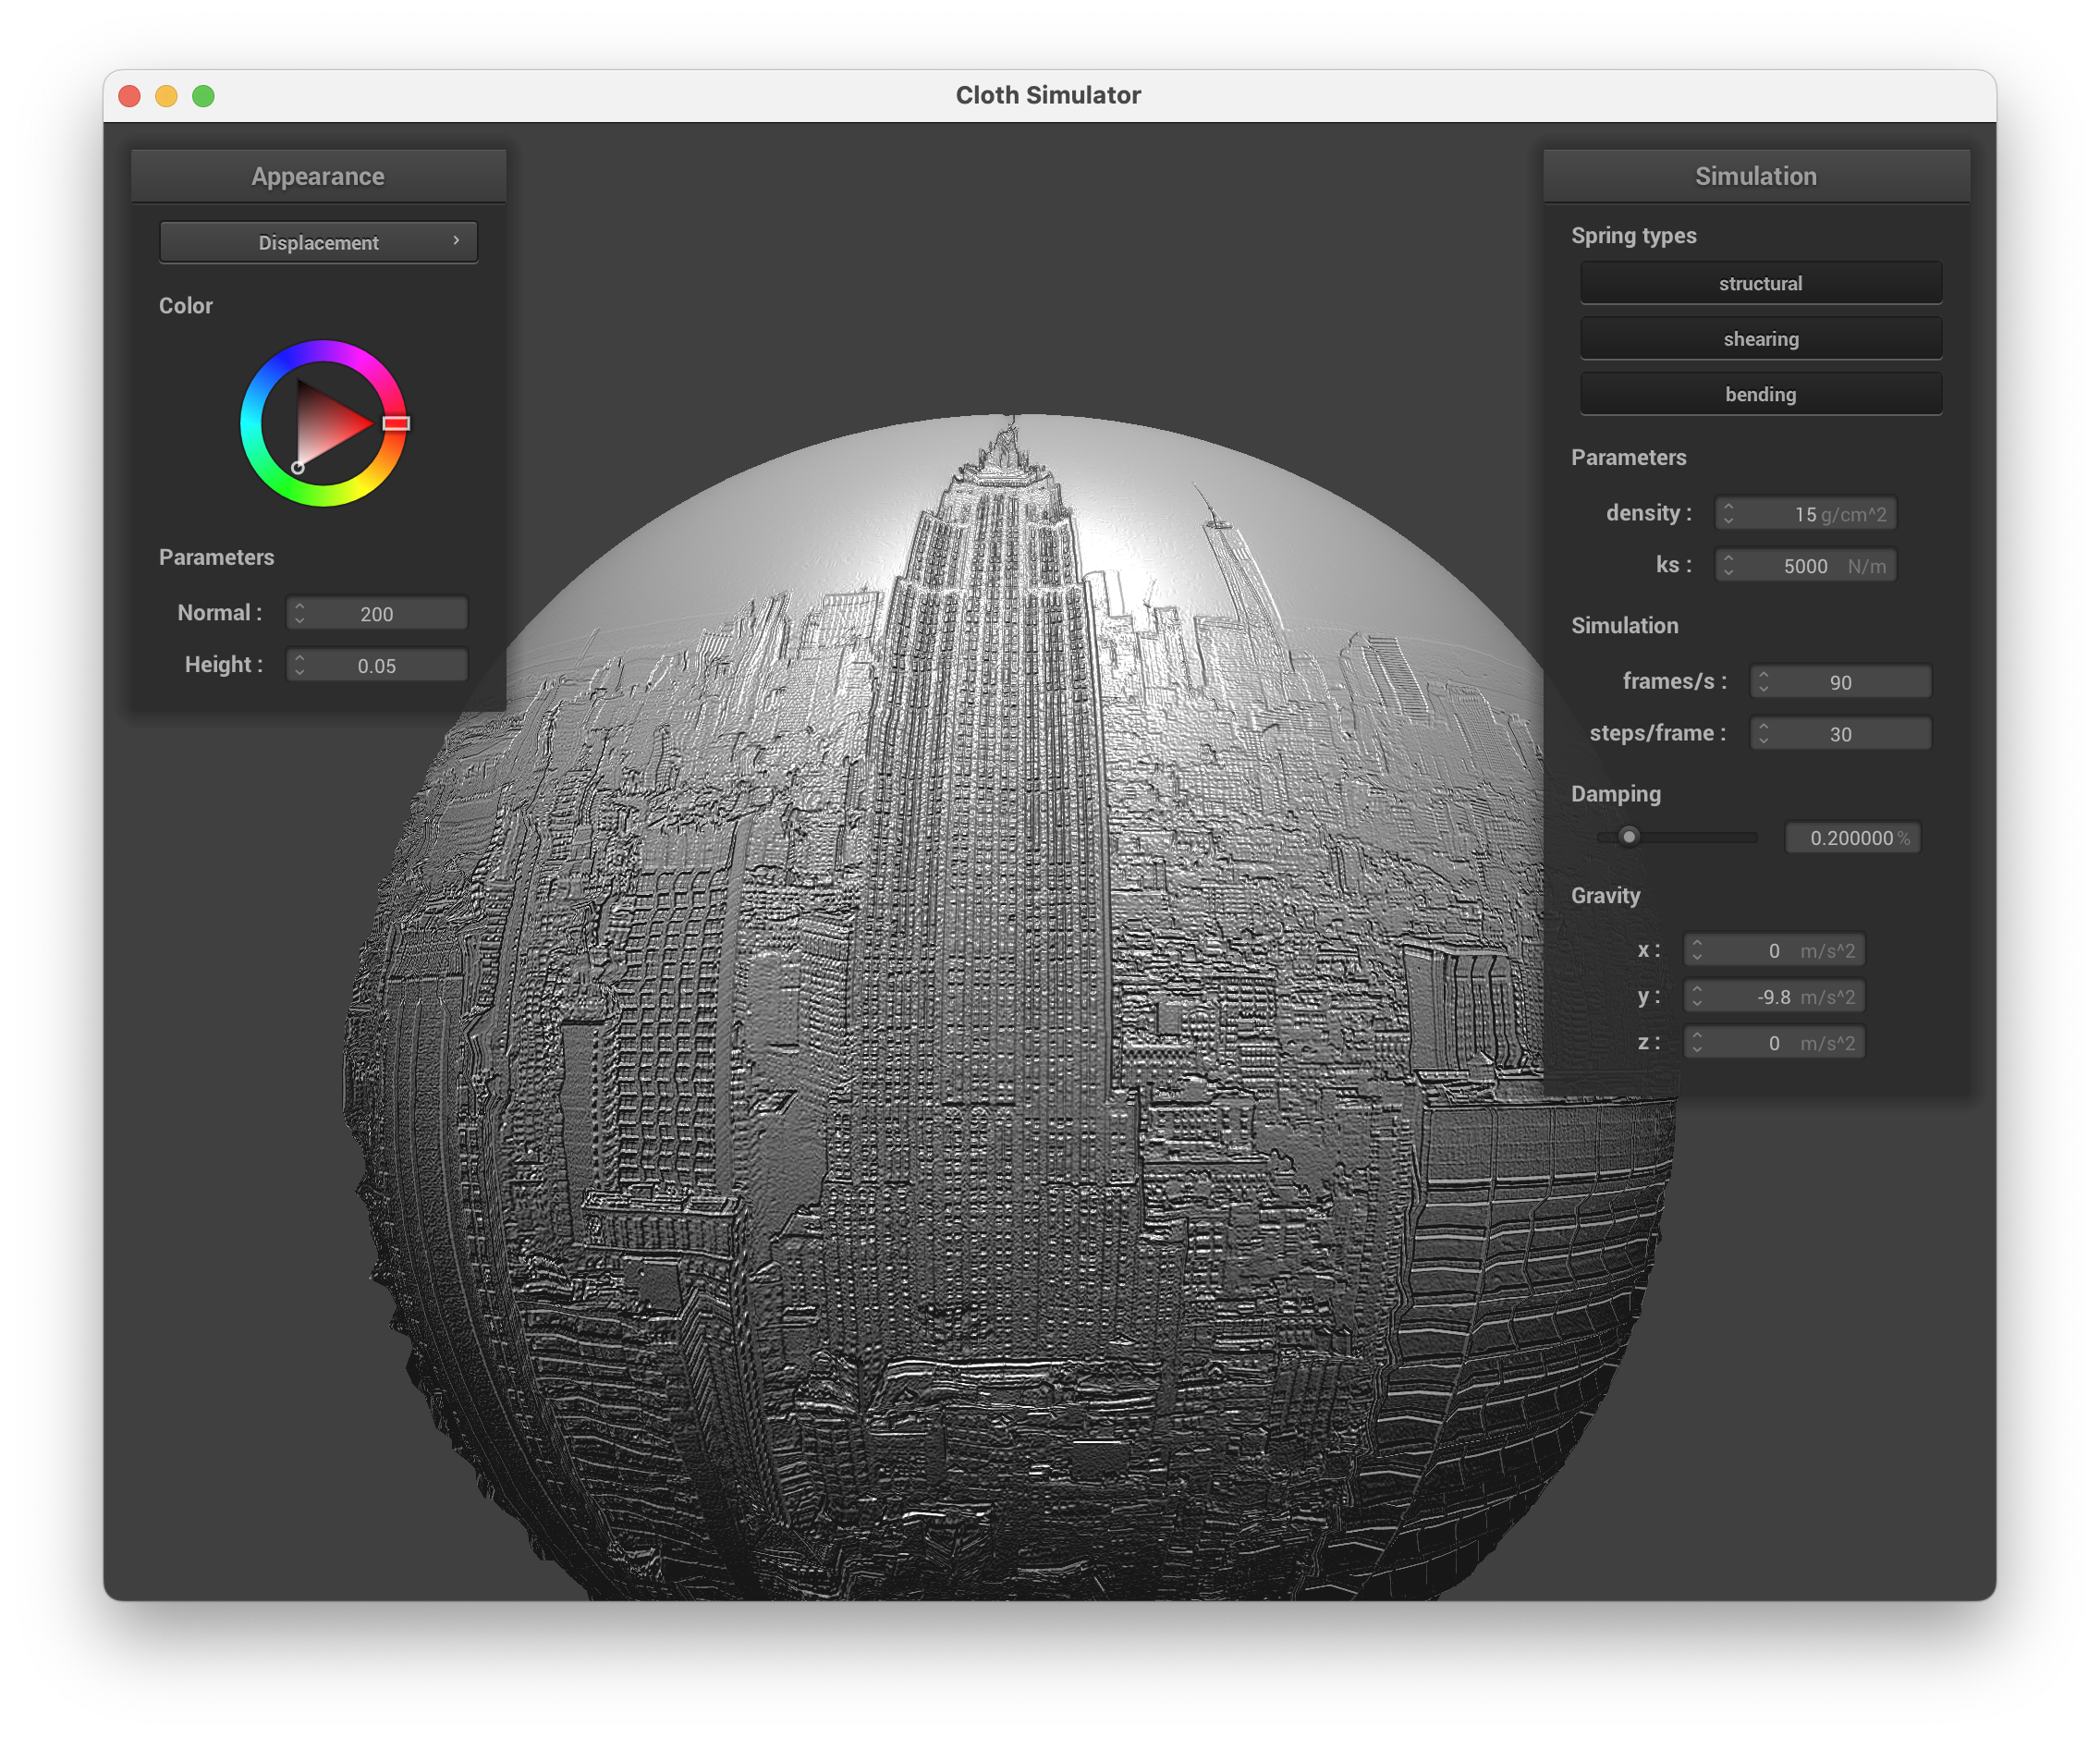 Cloth Simulator
Appearance
Displacement
Color
Parameters
Normal : 200
Height : 0.05
Simulation
Spring types
structural
shearing
bending
Parameters
density : 15 g/cm^2
ks : 5000 N/m
Simulation
frames/s : 90
steps/frame : 30
Damping
0.200000 %
Gravity
x : 0 m/s^2
y : -9.8 m/s^2
z : 0 m/s^2